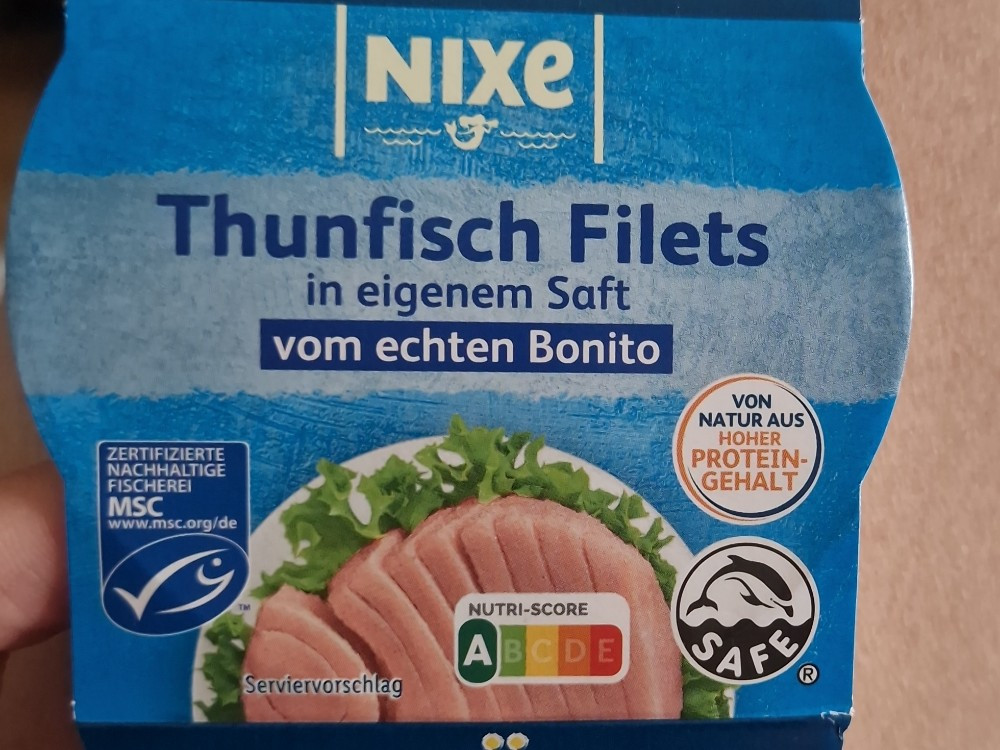 NIXe
Thunfisch Filets
in eigenem Saft
vom echten Bonito
VON
NATUR AUS
HOHER
PROTEIN-
GEHALT
ZERTIFIZIERTE
NACHHALTIGE
FISCHEREI
MSC
www.msc.org/de
TM
NUTRI-SCORE
A B C D E
SAFE
®
Serviervorschlag